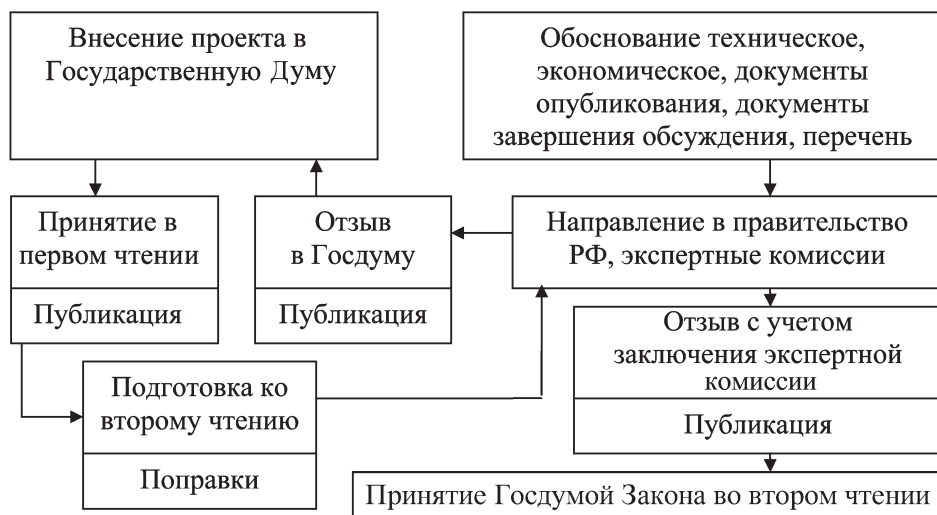 Внесение проекта в
Государственную Думу
Обоснование техническое,
экономическое, документы
опубликования, документы
завершения обсуждения, перечень
Принятие в
первом чтении
Публикация
Отзыв
в Госдуму
Публикация
Направление в правительство
РФ, экспертные комиссии
Отзыв с учетом
заключения экспертной
комиссии
Публикация
Подготовка ко
второму чтению
Поправки
Принятие Госдумой Закона во втором чтении